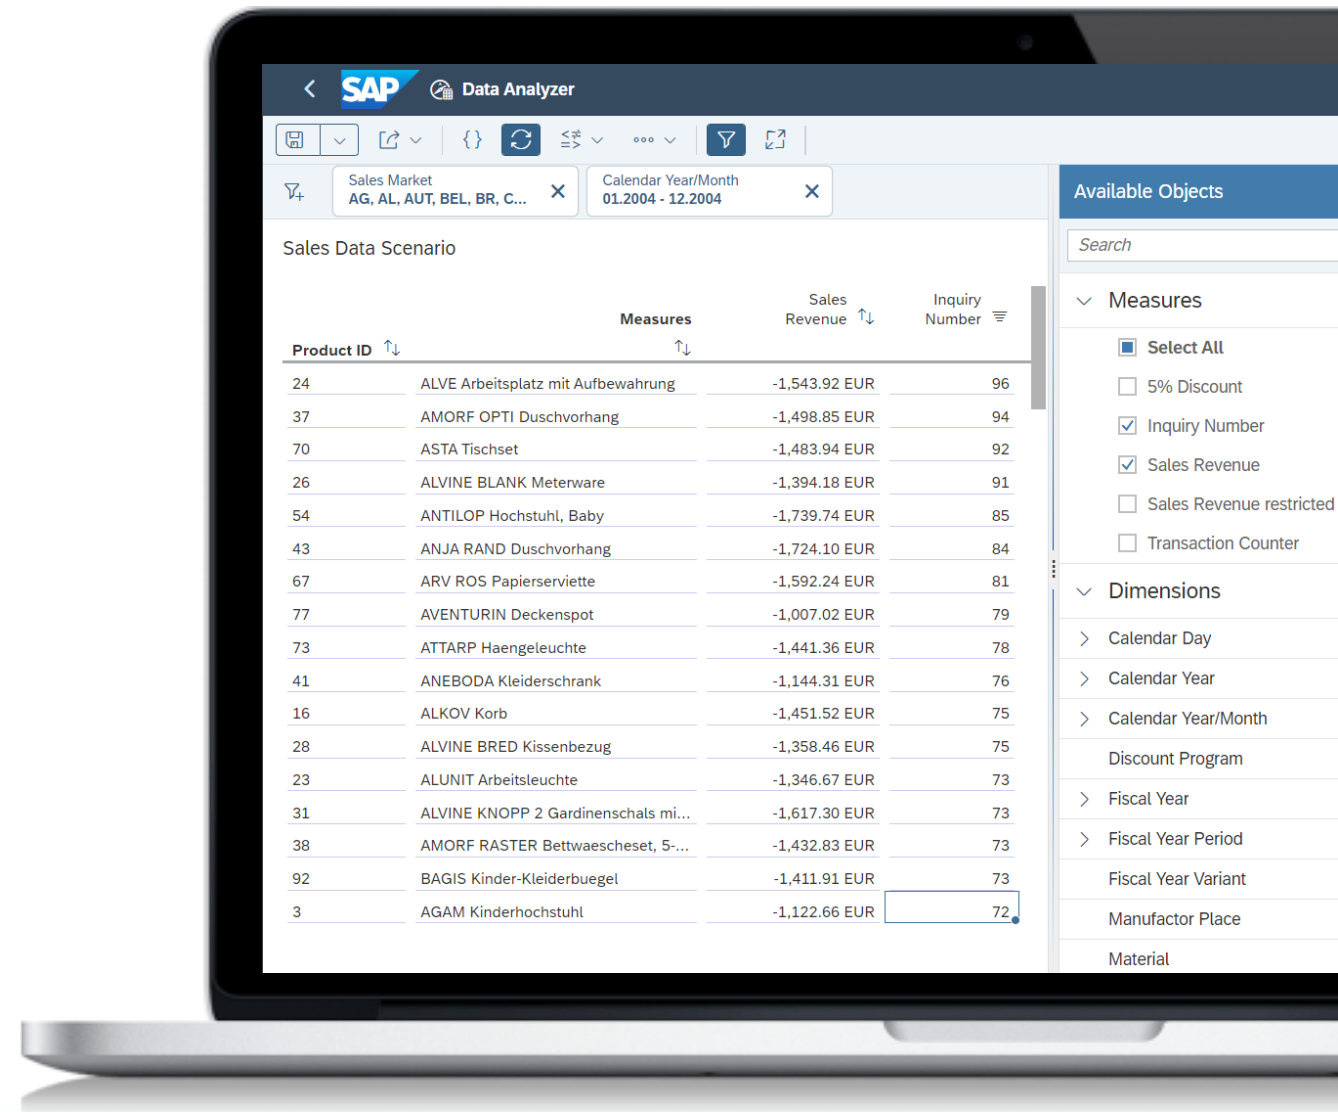 SAP Data Analyzer
Sales Market
AG, AL, AUT, BEL, BR, C...
Calendar Year/Month
01.2004 - 12.2004
Sales Data Scenario
Product ID Measures Sales Revenue Inquiry Number
24 ALVE Arbeitsplatz mit Aufbewahrung -1,543.92 EUR 96
37 AMORF OPTI Duschvorhang -1,498.85 EUR 94
70 ASTA Tischset -1,483.94 EUR 92
26 ALVINE BLANK Meterware -1,394.18 EUR 91
54 ANTILOP Hochstuhl, Baby -1,739.74 EUR 85
43 ANJA RAND Duschvorhang -1,724.10 EUR 84
67 ARV ROS Papierserviette -1,592.24 EUR 81
77 AVENTURIN Deckenspot -1,007.02 EUR 79
73 ATTARP Haengeleuchte -1,441.36 EUR 78
41 ANEBODA Kleiderschrank -1,144.31 EUR 76
16 ALKOV Korb -1,451.52 EUR 75
28 ALVINE BRED Kissenbezug -1,358.46 EUR 75
23 ALUNIT Arbeitsleuchte -1,346.67 EUR 73
31 ALVINE KNOPP 2 Gardinenschals mi... -1,617.30 EUR 73
38 AMORF RASTER Bettwaescheset, 5-... -1,432.83 EUR 73
92 BAGIS Kinder-Kleiderbuegel -1,411.91 EUR 73
3 AGAM Kinderhochstuhl -1,122.66 EUR 72
Available Objects
Search
Measures
Select All
5% Discount
Inquiry Number
Sales Revenue
Sales Revenue restricted
Transaction Counter
Dimensions
Calendar Day
Calendar Year
Calendar Year/Month
Discount Program
Fiscal Year
Fiscal Year Period
Fiscal Year Variant
Manufactor Place
Material